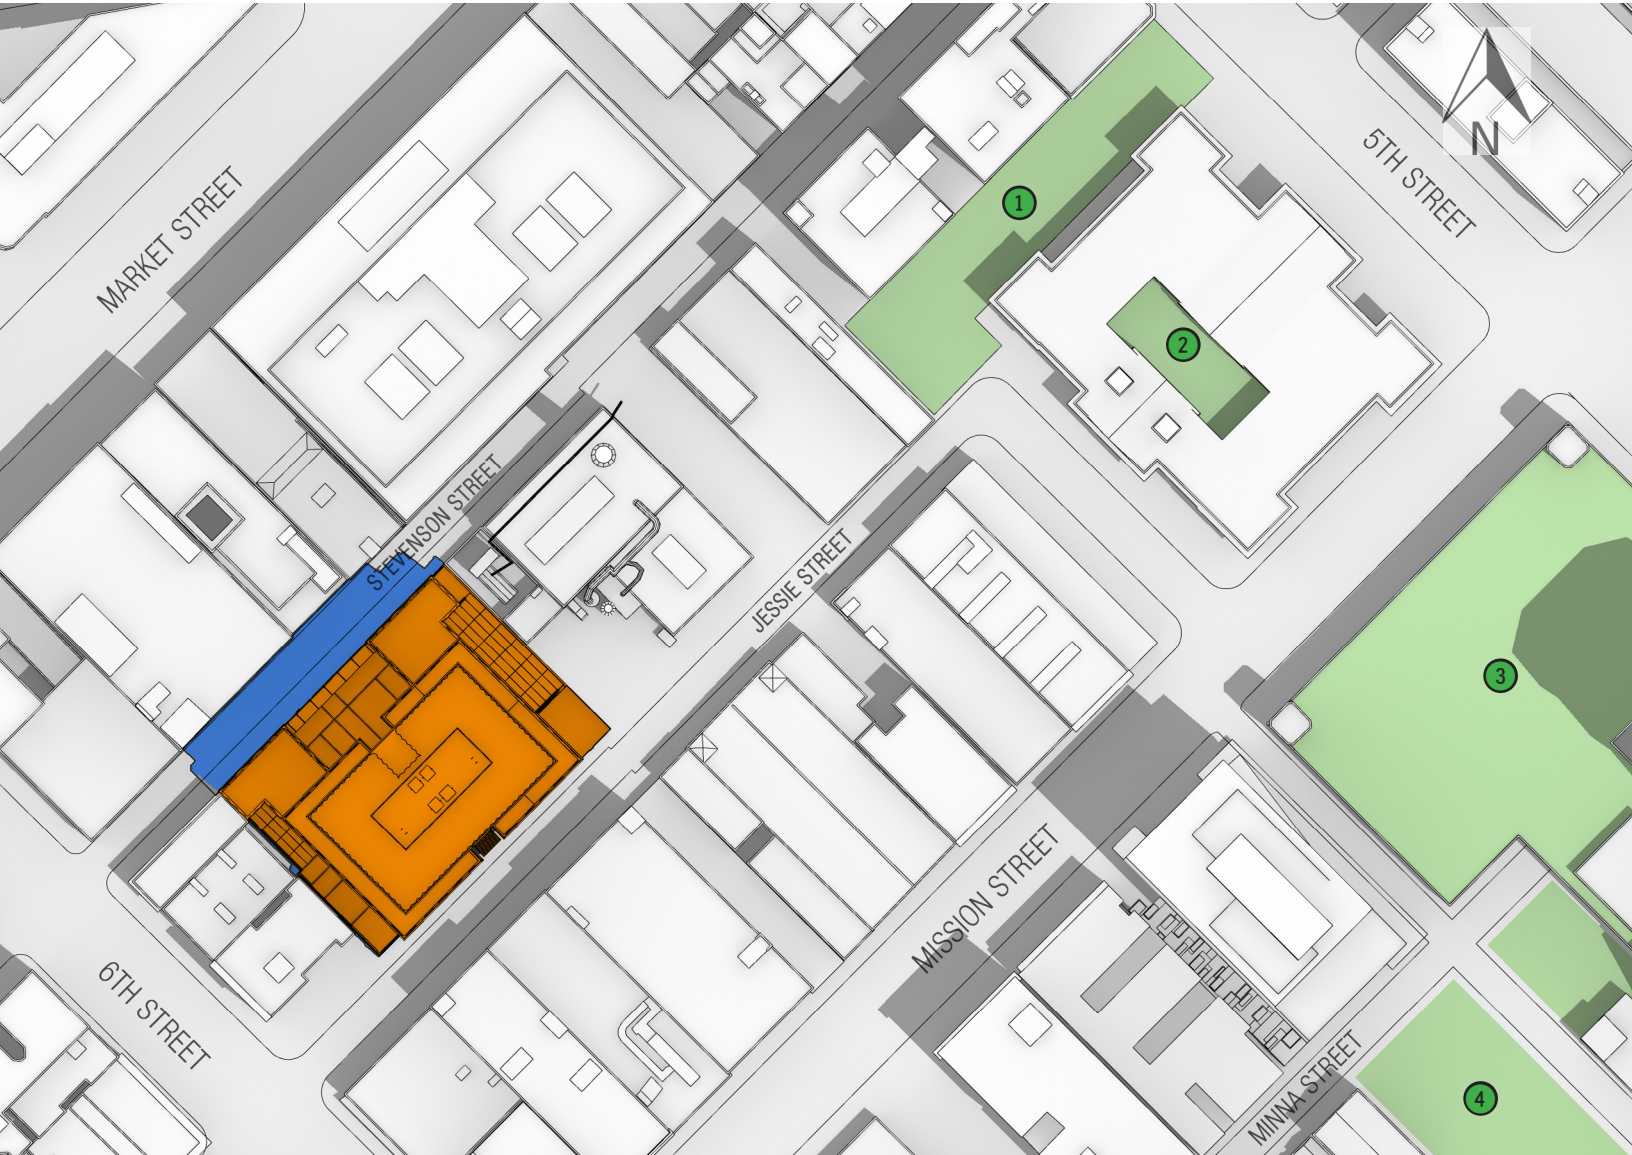 N
5TH STREET
MARKET STREET
1
2
STEVENSON STREET
JESSIE STREET
3
MISSION STREET
6TH STREET
MINNA STREET
4